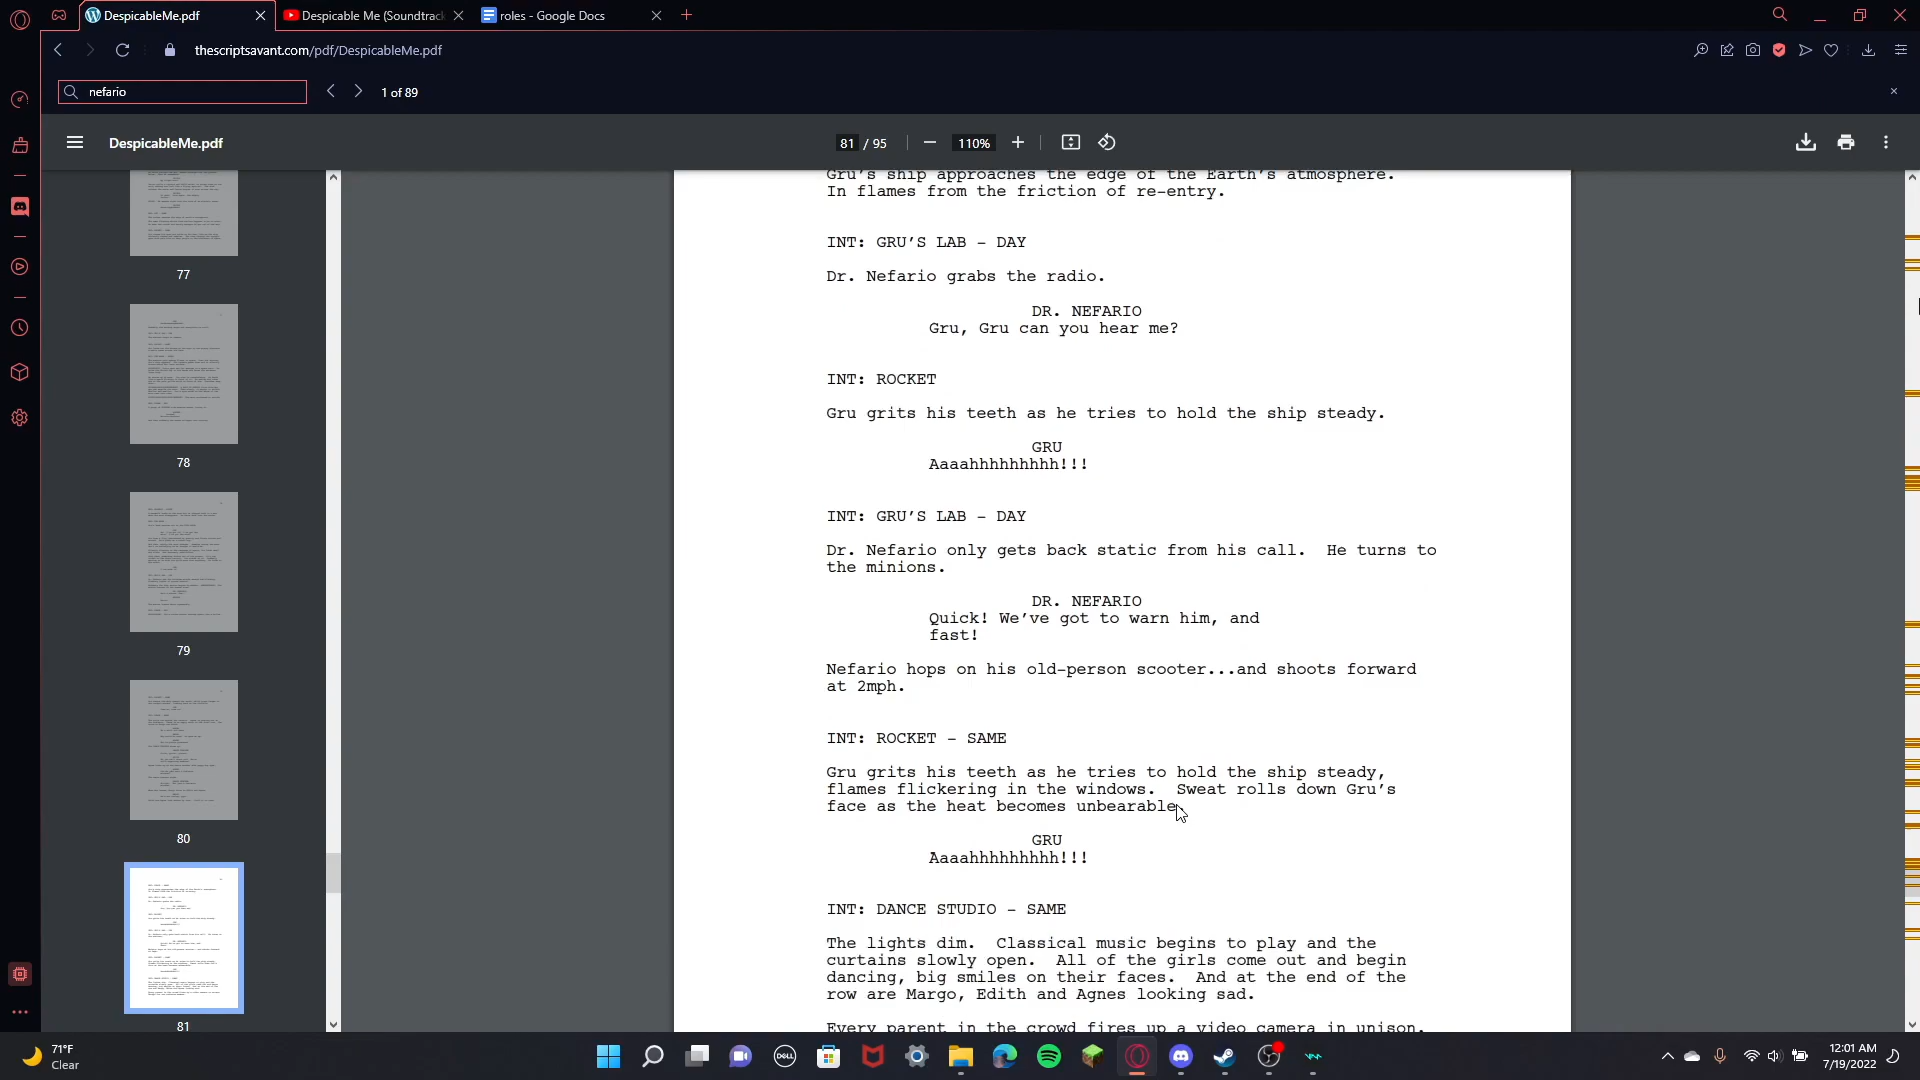 DespicableMe.pdf
Despicable Me (Soundtrac
roles - Google Docs
thescriptsavant.com/pdf/DespicableMe.pdf
nefario
1 of 89
DespicableMe.pdf
81 / 95
110%
77
78
79
80
81
Gru's ship approaches the edge of the Earth's atmosphere.
In flames from the friction of re-entry.
INT: GRU'S LAB - DAY
Dr. Nefario grabs the radio.
DR. NEFARIO
Gru, Gru can you hear me?
INT: ROCKET
Gru grits his teeth as he tries to hold the ship steady.
GRU
Aaaahhhhhhhhh!!!
INT: GRU'S LAB - DAY
Dr. Nefario only gets back static from his call.  He turns to
the minions.
DR. NEFARIO
Quick! We've got to warn him, and
fast!
Nefario hops on his old-person scooter...and shoots forward
at 2mph.
INT: ROCKET - SAME
Gru grits his teeth as he tries to hold the ship steady,
flames flickering in the windows.  Sweat rolls down Gru's
face as the heat becomes unbearable.
GRU
Aaaahhhhhhhhh!!!
INT: DANCE STUDIO - SAME
The lights dim.  Classical music begins to play and the
curtains slowly open.  All of the girls come out and begin
dancing, big smiles on their faces.  And at the end of the
row are Margo, Edith and Agnes looking sad.
Every parent in the crowd fires up a video camera in unison.
71°F
Clear
DELL
12:01 AM
7/19/2022